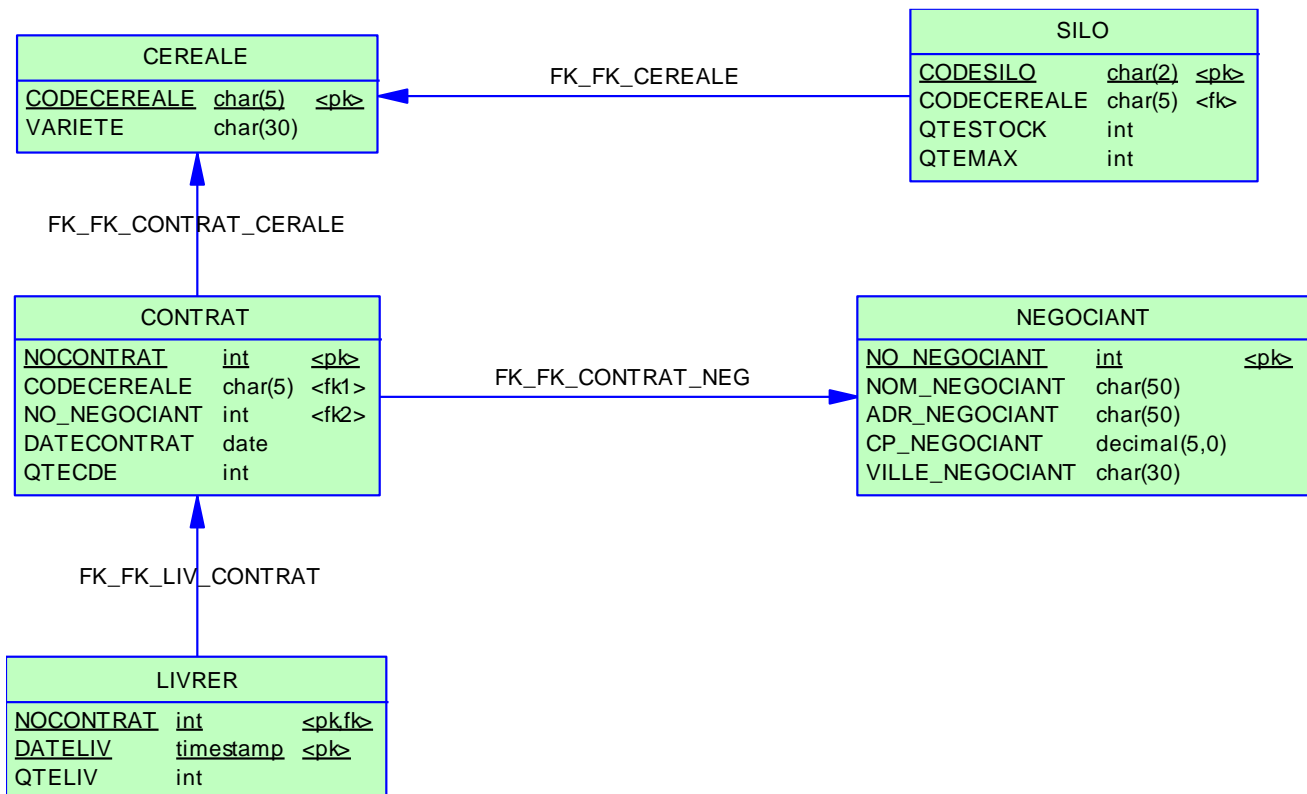 CEREALE
CODECEREALE char(5) <pk>
VARIETE char(30)
FK_FK_CEREALE
SILO
CODESILO char(2) <pk>
CODECEREALE char(5) <fk>
QTESTOCK int
QTEMAX int
FK_FK_CONTRAT_CERALE
CONTRAT
NOCONTRAT int <pk>
CODECEREALE char(5) <fk1>
NO_NEGOCIANT int <fk2>
DATECONTRAT date
QTECDE int
FK_FK_CONTRAT_NEG
NEGOCIANT
NO_NEGOCIANT int <pk>
NOM_NEGOCIANT char(50)
ADR_NEGOCIANT char(50)
CP_NEGOCIANT decimal(5,0)
VILLE_NEGOCIANT char(30)
FK_FK_LIV_CONTRAT
LIVRER
NOCONTRAT int <pk,fk>
DATELIV timestamp <pk>
QTELIV int